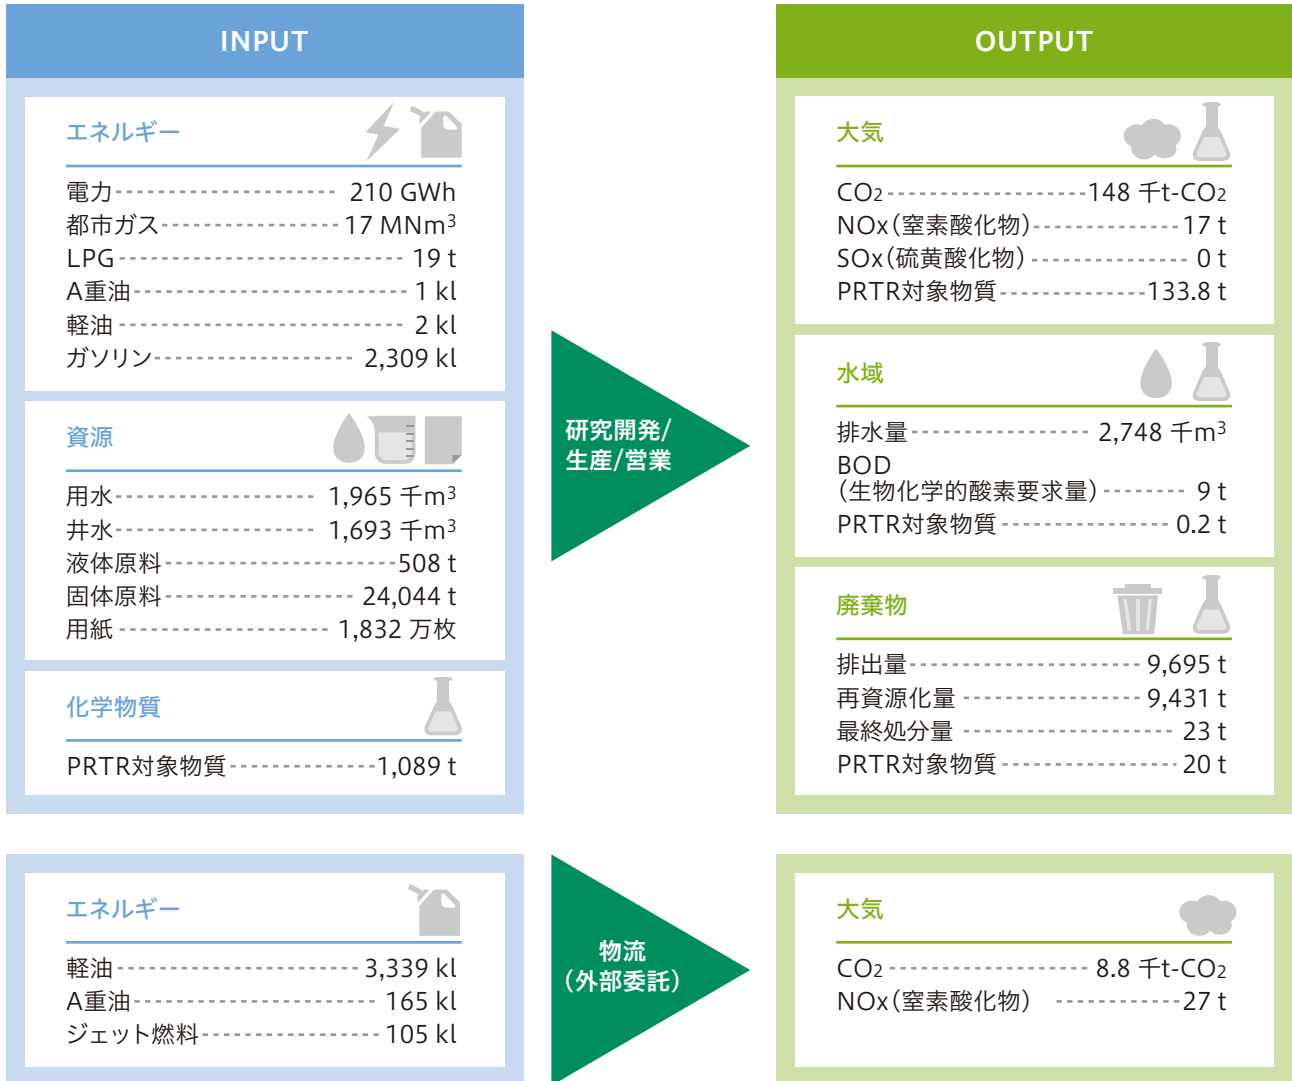 INPUT
エネルギー
電力 210 GWh
都市ガス 17 MNm³
LPG 19 t
A重油 1 kl
軽油 2 kl
ガソリン 2,309 kl
資源
用水 1,965 千m³
井水 1,693 千m³
液体原料 508 t
固体原料 24,044 t
用紙 1,832 万枚
化学物質
PRTR対象物質 1,089 t
研究開発/
生産/営業
OUTPUT
大気
CO₂ 148 千t-CO₂
NOx(窒素酸化物) 17 t
SOx(硫黄酸化物) 0 t
PRTR対象物質 133.8 t
水域
排水量 2,748 千m³
BOD
(生物化学的酸素要求量) 9 t
PRTR対象物質 0.2 t
廃棄物
排出量 9,695 t
再資源化量 9,431 t
最終処分量 23 t
PRTR対象物質 20 t
エネルギー
軽油 3,339 kl
A重油 165 kl
ジェット燃料 105 kl
物流
(外部委託)
大気
CO₂ 8.8 千t-CO₂
NOx(窒素酸化物) 27 t